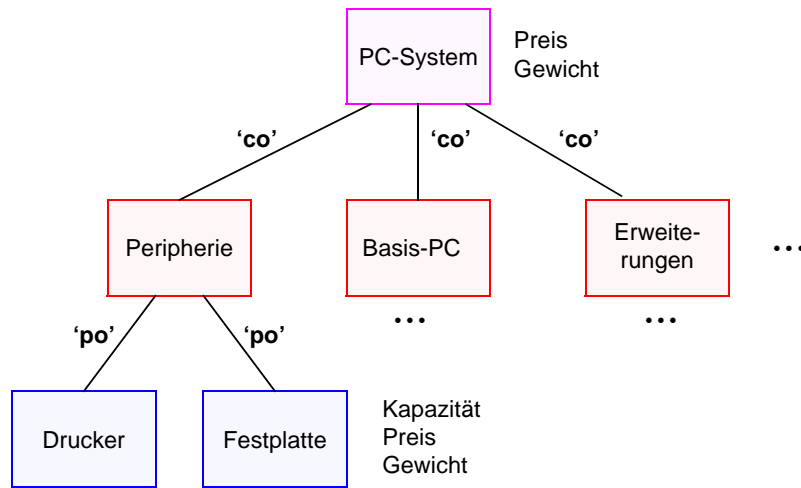 PC-System
Preis
Gewicht
‘co’
‘co’
‘co’
Peripherie
Basis-PC
Erweite-
rungen
...
...
...
‘po’
‘po’
Drucker
Festplatte
Kapazität
Preis
Gewicht